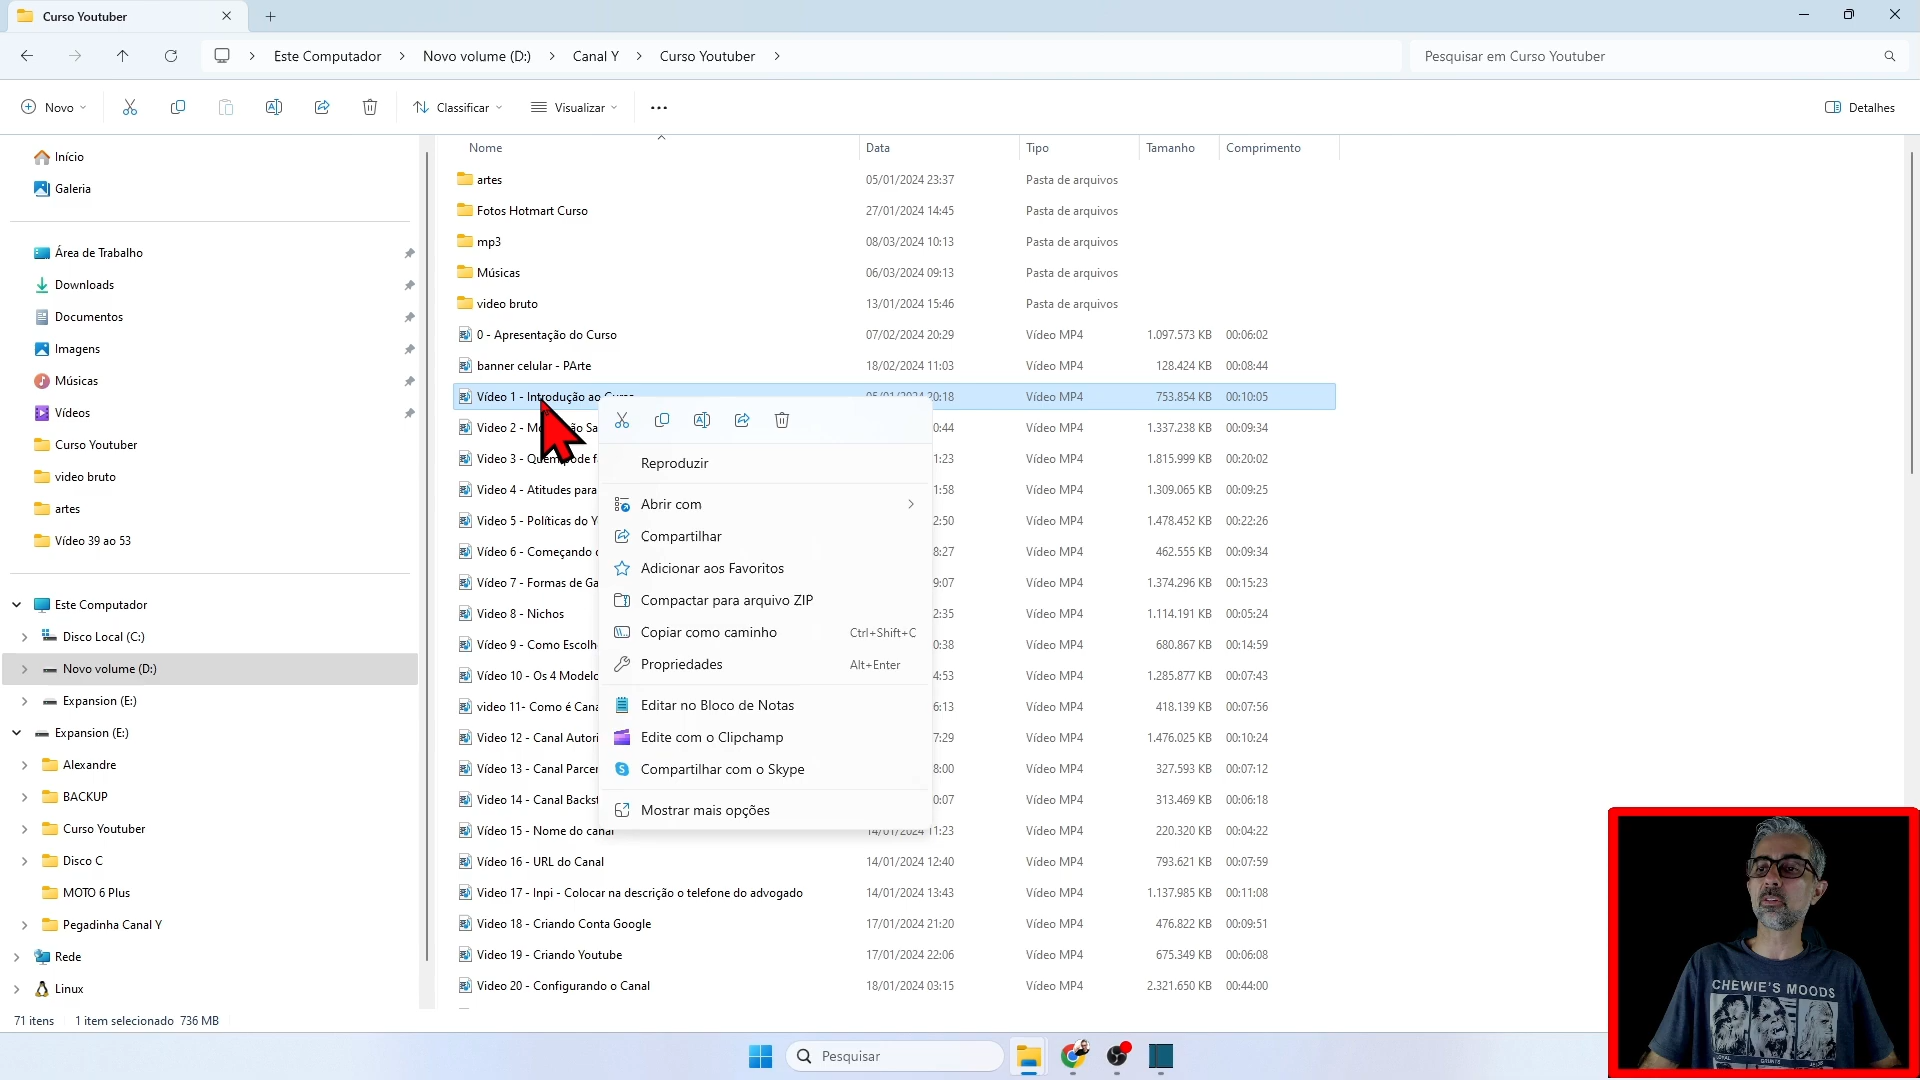 Curso Youtuber
Este Computador > Novo volume (D:) > Canal Y > Curso Youtuber >
Pesquisar em Curso Youtuber
Novo
Classificar
Visualizar
Detalhes
Início
Galeria
Área de Trabalho
Downloads
Documentos
Imagens
Músicas
Vídeos
Curso Youtuber
video bruto
artes
Vídeo 39 ao 53
Este Computador
Disco Local (C:)
Novo volume (D:)
Expansion (E:)
Expansion (E:)
Alexandre
BACKUP
Curso Youtuber
Disco C
MOTO 6 Plus
Pegadinha Canal Y
Rede
Linux
Nome Data Tipo Tamanho Comprimento
artes 05/01/2024 23:37 Pasta de arquivos
Fotos Hotmart Curso 27/01/2024 14:45 Pasta de arquivos
mp3 08/03/2024 10:13 Pasta de arquivos
Músicas 06/03/2024 09:13 Pasta de arquivos
video bruto 13/01/2024 15:46 Pasta de arquivos
0 - Apresentação do Curso 07/02/2024 20:29 Vídeo MP4 1.097.573 KB 00:06:02
banner celular - PArte 18/02/2024 11:03 Vídeo MP4 128.424 KB 00:08:44
Vídeo 1 - Introdução ao 20:18 Vídeo MP4 753.854 KB 00:10:05
Video 2 - 0:44 Vídeo MP4 1.337.238 KB 00:09:34
Video 3 - 1:23 Vídeo MP4 1.815.999 KB 00:20:02
Video 4 - Atitudes para 1:58 Vídeo MP4 1.309.065 KB 00:09:25
Video 5 - Políticas do Y 2:50 Vídeo MP4 1.478.452 KB 00:22:26
Vídeo 6 - Começando 8:27 Vídeo MP4 462.555 KB 00:09:34
Vídeo 7 - Formas de Ga 9:07 Vídeo MP4 1.374.296 KB 00:15:23
Video 8 - Nichos 2:35 Vídeo MP4 1.114.191 KB 00:05:24
Vídeo 9 - Como Escolh 0:38 Vídeo MP4 680.867 KB 00:14:59
Vídeo 10 - Os 4 Modelo 4:53 Vídeo MP4 1.285.877 KB 00:07:43
video 11- Como é Cana 6:13 Vídeo MP4 418.139 KB 00:07:56
Video 12 - Canal Autori 7:29 Vídeo MP4 1.476.025 KB 00:10:24
Vídeo 13 - Canal Parcer 8:00 Vídeo MP4 327.593 KB 00:07:12
Video 14 - Canal Backst 0:07 Vídeo MP4 313.469 KB 00:06:18
Vídeo 15 - Nome do canal 14/01/2024 11:23 Vídeo MP4 220.320 KB 00:04:22
Vídeo 16 - URL do Canal 14/01/2024 12:40 Vídeo MP4 793.621 KB 00:07:59
Video 17 - Inpi - Colocar na descrição o telefone do advogado 14/01/2024 13:43 Vídeo MP4 1.137.985 KB 00:11:08
Video 18 - Criando Conta Google 17/01/2024 21:20 Vídeo MP4 476.822 KB 00:09:51
Video 19 - Criando Youtube 17/01/2024 22:06 Vídeo MP4 675.349 KB 00:06:08
Video 20 - Configurando o Canal 18/01/2024 03:15 Vídeo MP4 2.321.650 KB 00:44:00
Reproduzir
Abrir com
Compartilhar
Adicionar aos Favoritos
Compactar para arquivo ZIP
Copiar como caminho Ctrl+Shift+C
Propriedades Alt+Enter
Editar no Bloco de Notas
Edite com o Clipchamp
Compartilhar com o Skype
Mostrar mais opções
71 itens 1 item selecionado 736 MB
Pesquisar
CHEWIE'S MOODS
LOYAL GRUNTS